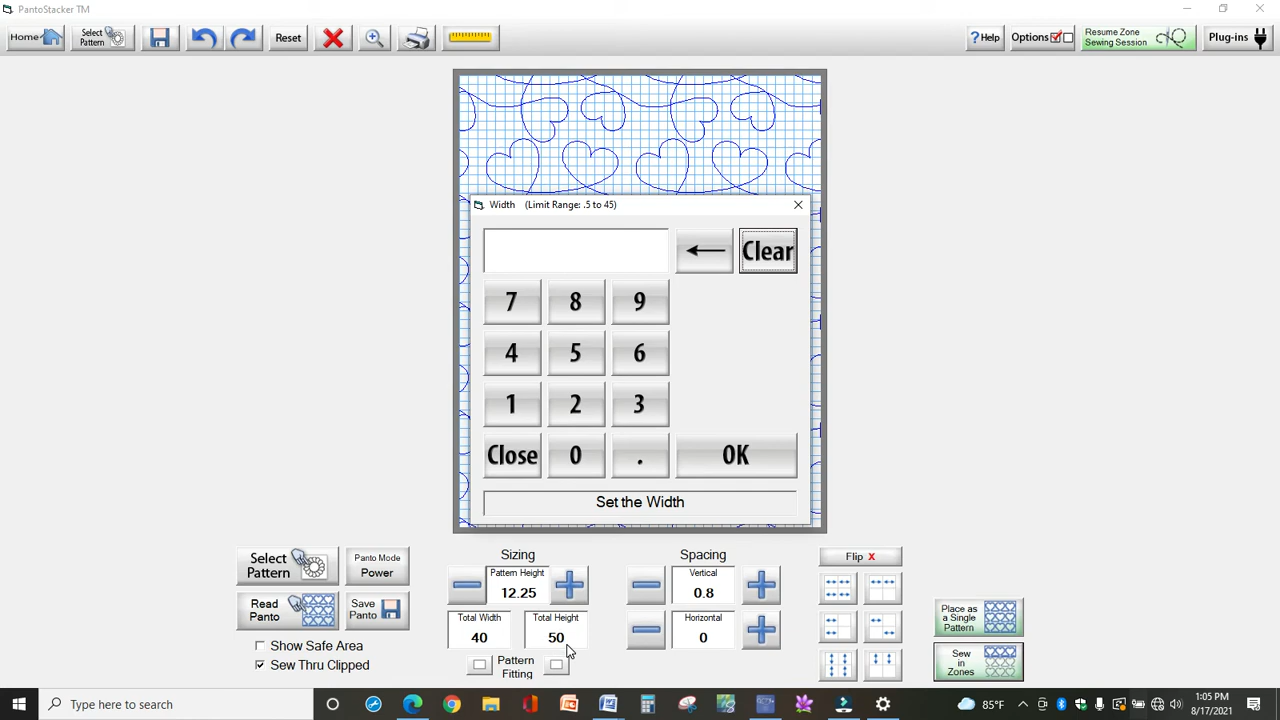 PantoStacker TM
Home
Select
Pattern
Reset
Help
Options
Resume Zone
Sewing Session
Plug-ins
Width (Limit Range: .5 to 45)
Clear
7 8 9
4 5 6
1 2 3
Close 0 . OK
Set the Width
Select
Pattern
Panto Mode
Power
Read
Panto
Save
Panto
Show Safe Area
Sew Thru Clipped
Sizing
Pattern Height
12.25
Total Width
40
Total Height
50
Pattern
Fitting
Spacing
Vertical
0.8
Horizontal
0
Flip X
Place as
a Single
Pattern
Sew
in
Zones
Type here to search
85°F
1:05 PM
8/17/2021